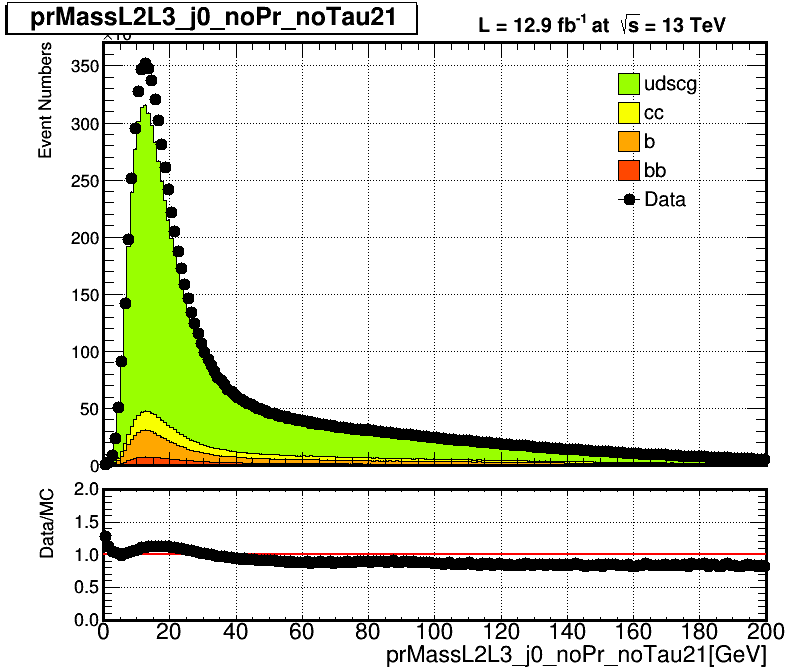 prMassL2L3_j0_noPr_noTau21
L = 12.9 fb⁻¹ at √s = 13 TeV
Event Numbers
350
300
250
200
150
100
50
0
udscg
cc
b
bb
Data
Data/MC
2.0
1.5
1.0
0.5
0.0
0 20 40 60 80 100 120 140 160 180 200
prMassL2L3_j0_noPr_noTau21[GeV]